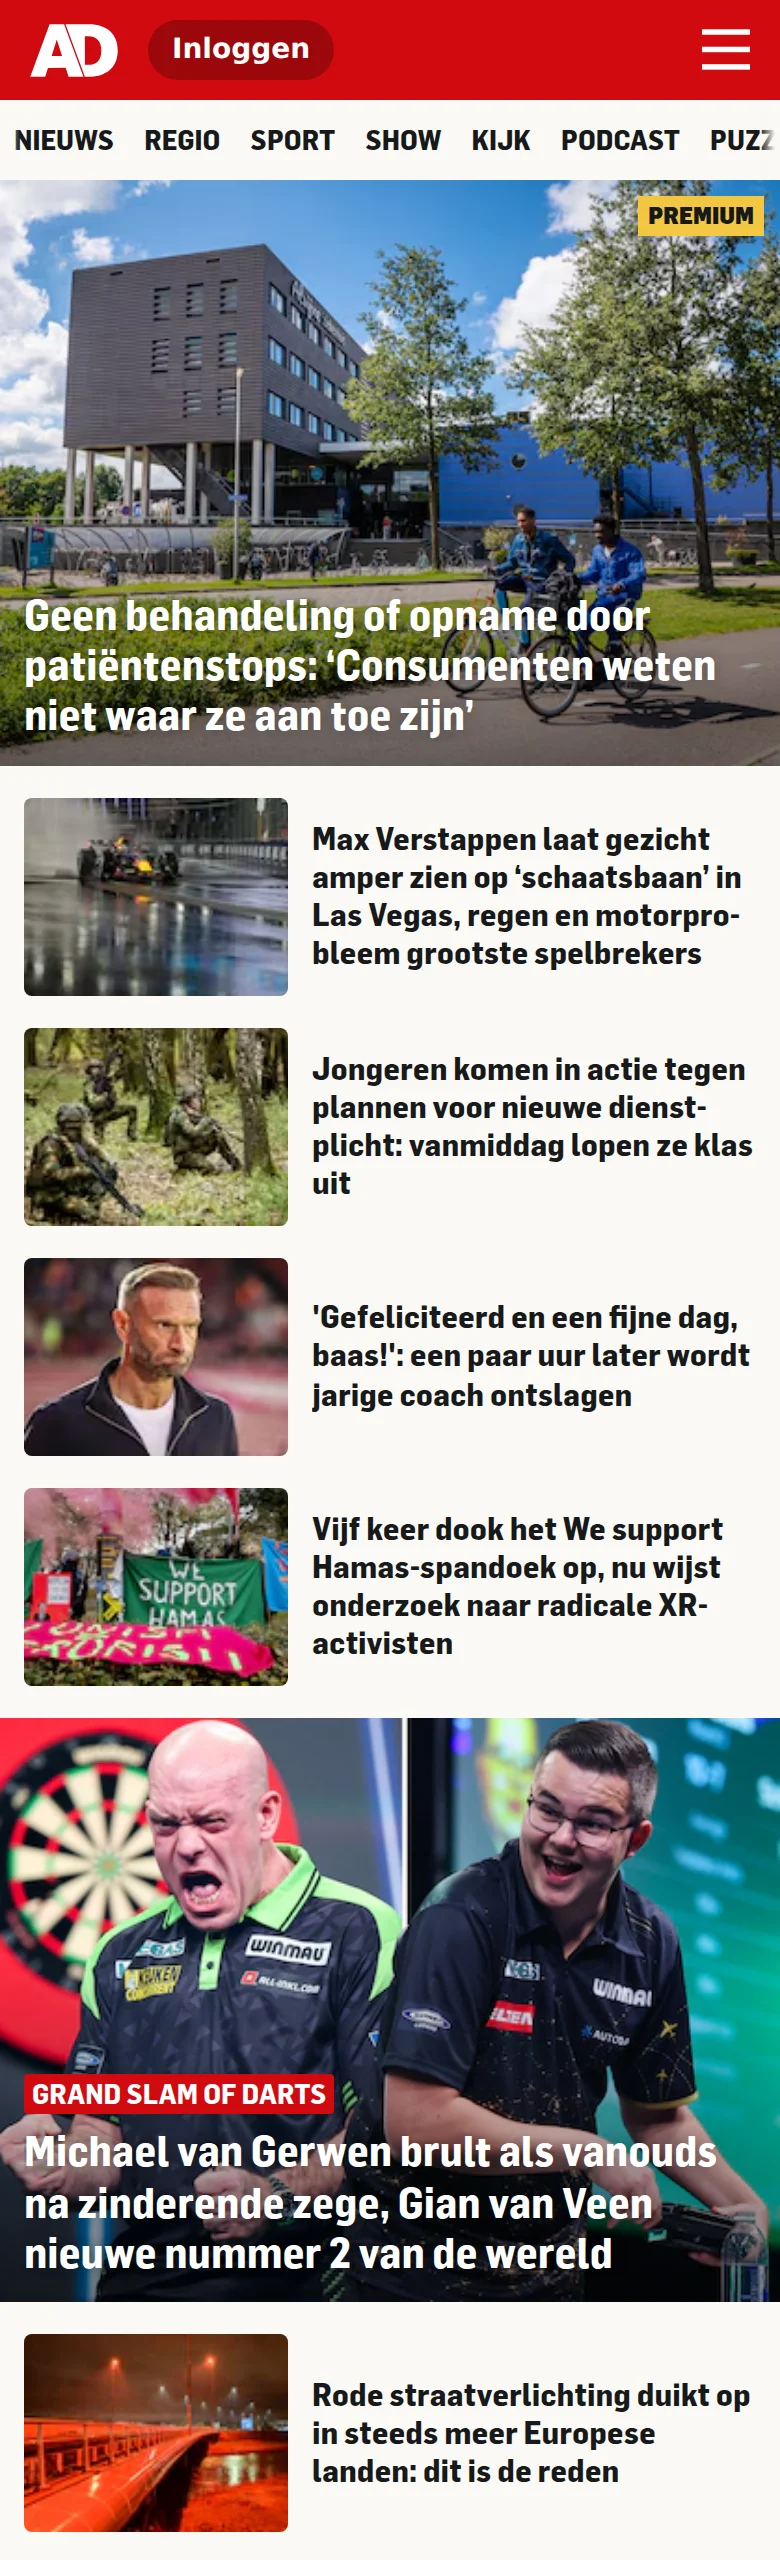 AD
Inloggen
NIEUWS REGIO SPORT SHOW KIJK PODCAST PUZZ
PREMIUM
Geen behandeling of opname door
patiëntenstops: ‘Consumenten weten
niet waar ze aan toe zijn’
Max Verstappen laat gezicht
amper zien op ‘schaatsbaan’ in
Las Vegas, regen en motorpro-
bleem grootste spelbrekers
Jongeren komen in actie tegen
plannen voor nieuwe dienst-
plicht: vanmiddag lopen ze klas
uit
'Gefeliciteerd en een fijne dag,
baas!': een paar uur later wordt
jarige coach ontslagen
WE
SUPPORT
HAMAS
Vijf keer dook het We support
Hamas-spandoek op, nu wijst
onderzoek naar radicale XR-
activisten
WINMAU
ALL-INKL.COM
WINMAU
GRAND SLAM OF DARTS
Michael van Gerwen brult als vanouds
na zinderende zege, Gian van Veen
nieuwe nummer 2 van de wereld
Rode straatverlichting duikt op
in steeds meer Europese
landen: dit is de reden